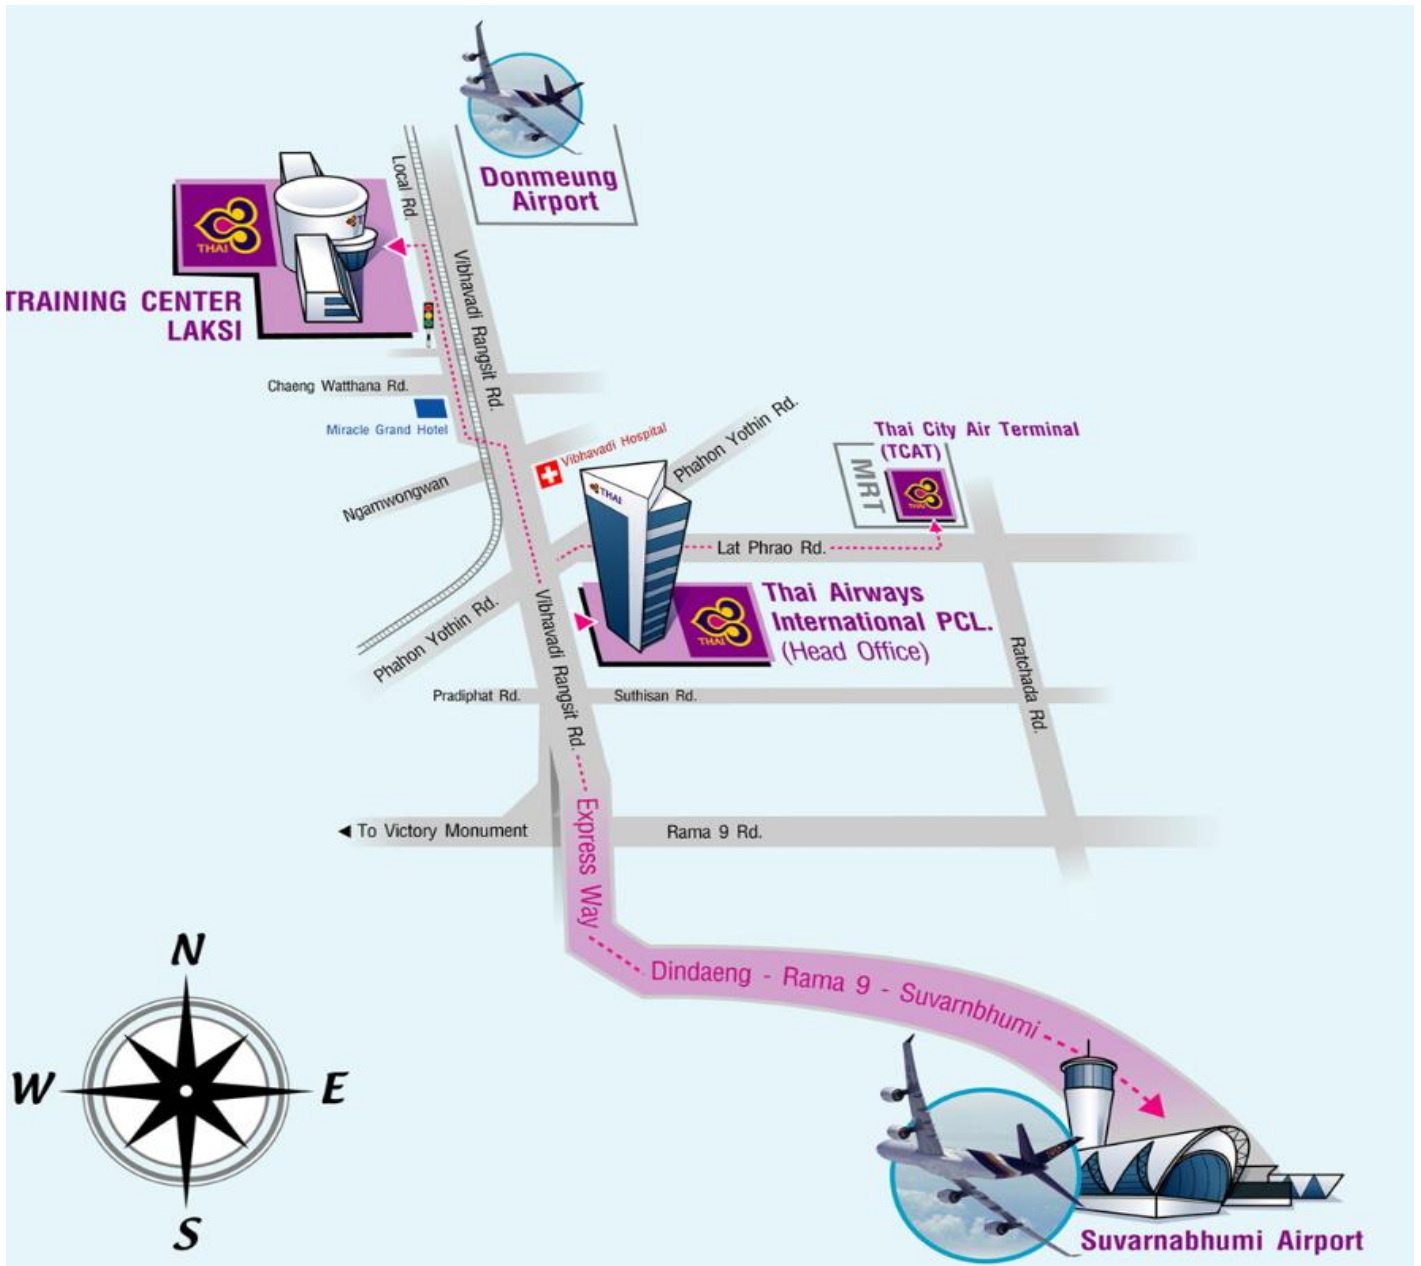 Donmeung
Airport
Local Rd.
THAI
TRAINING CENTER
LAKSI
Vibhavadi Rangsit Rd.
Chaeng Watthana Rd.
Miracle Grand Hotel
Ngamwongwan
Vibhavadi Hospital
Phahon Yothin Rd.
THAI
Thai City Air Terminal
(TCAT)
MRT
Lat Phrao Rd.
Phahon Yothin Rd.
Vibhavadi Rangsit Rd.
THAI
Thai Airways
International PCL.
(Head Office)
Ratchada Rd.
Pradiphat Rd.
Suthisan Rd.
To Victory Monument
Rama 9 Rd.
Express Way
Dindaeng - Rama 9 - Suvarnbhumi
N
W
E
S
Suvarnabhumi Airport